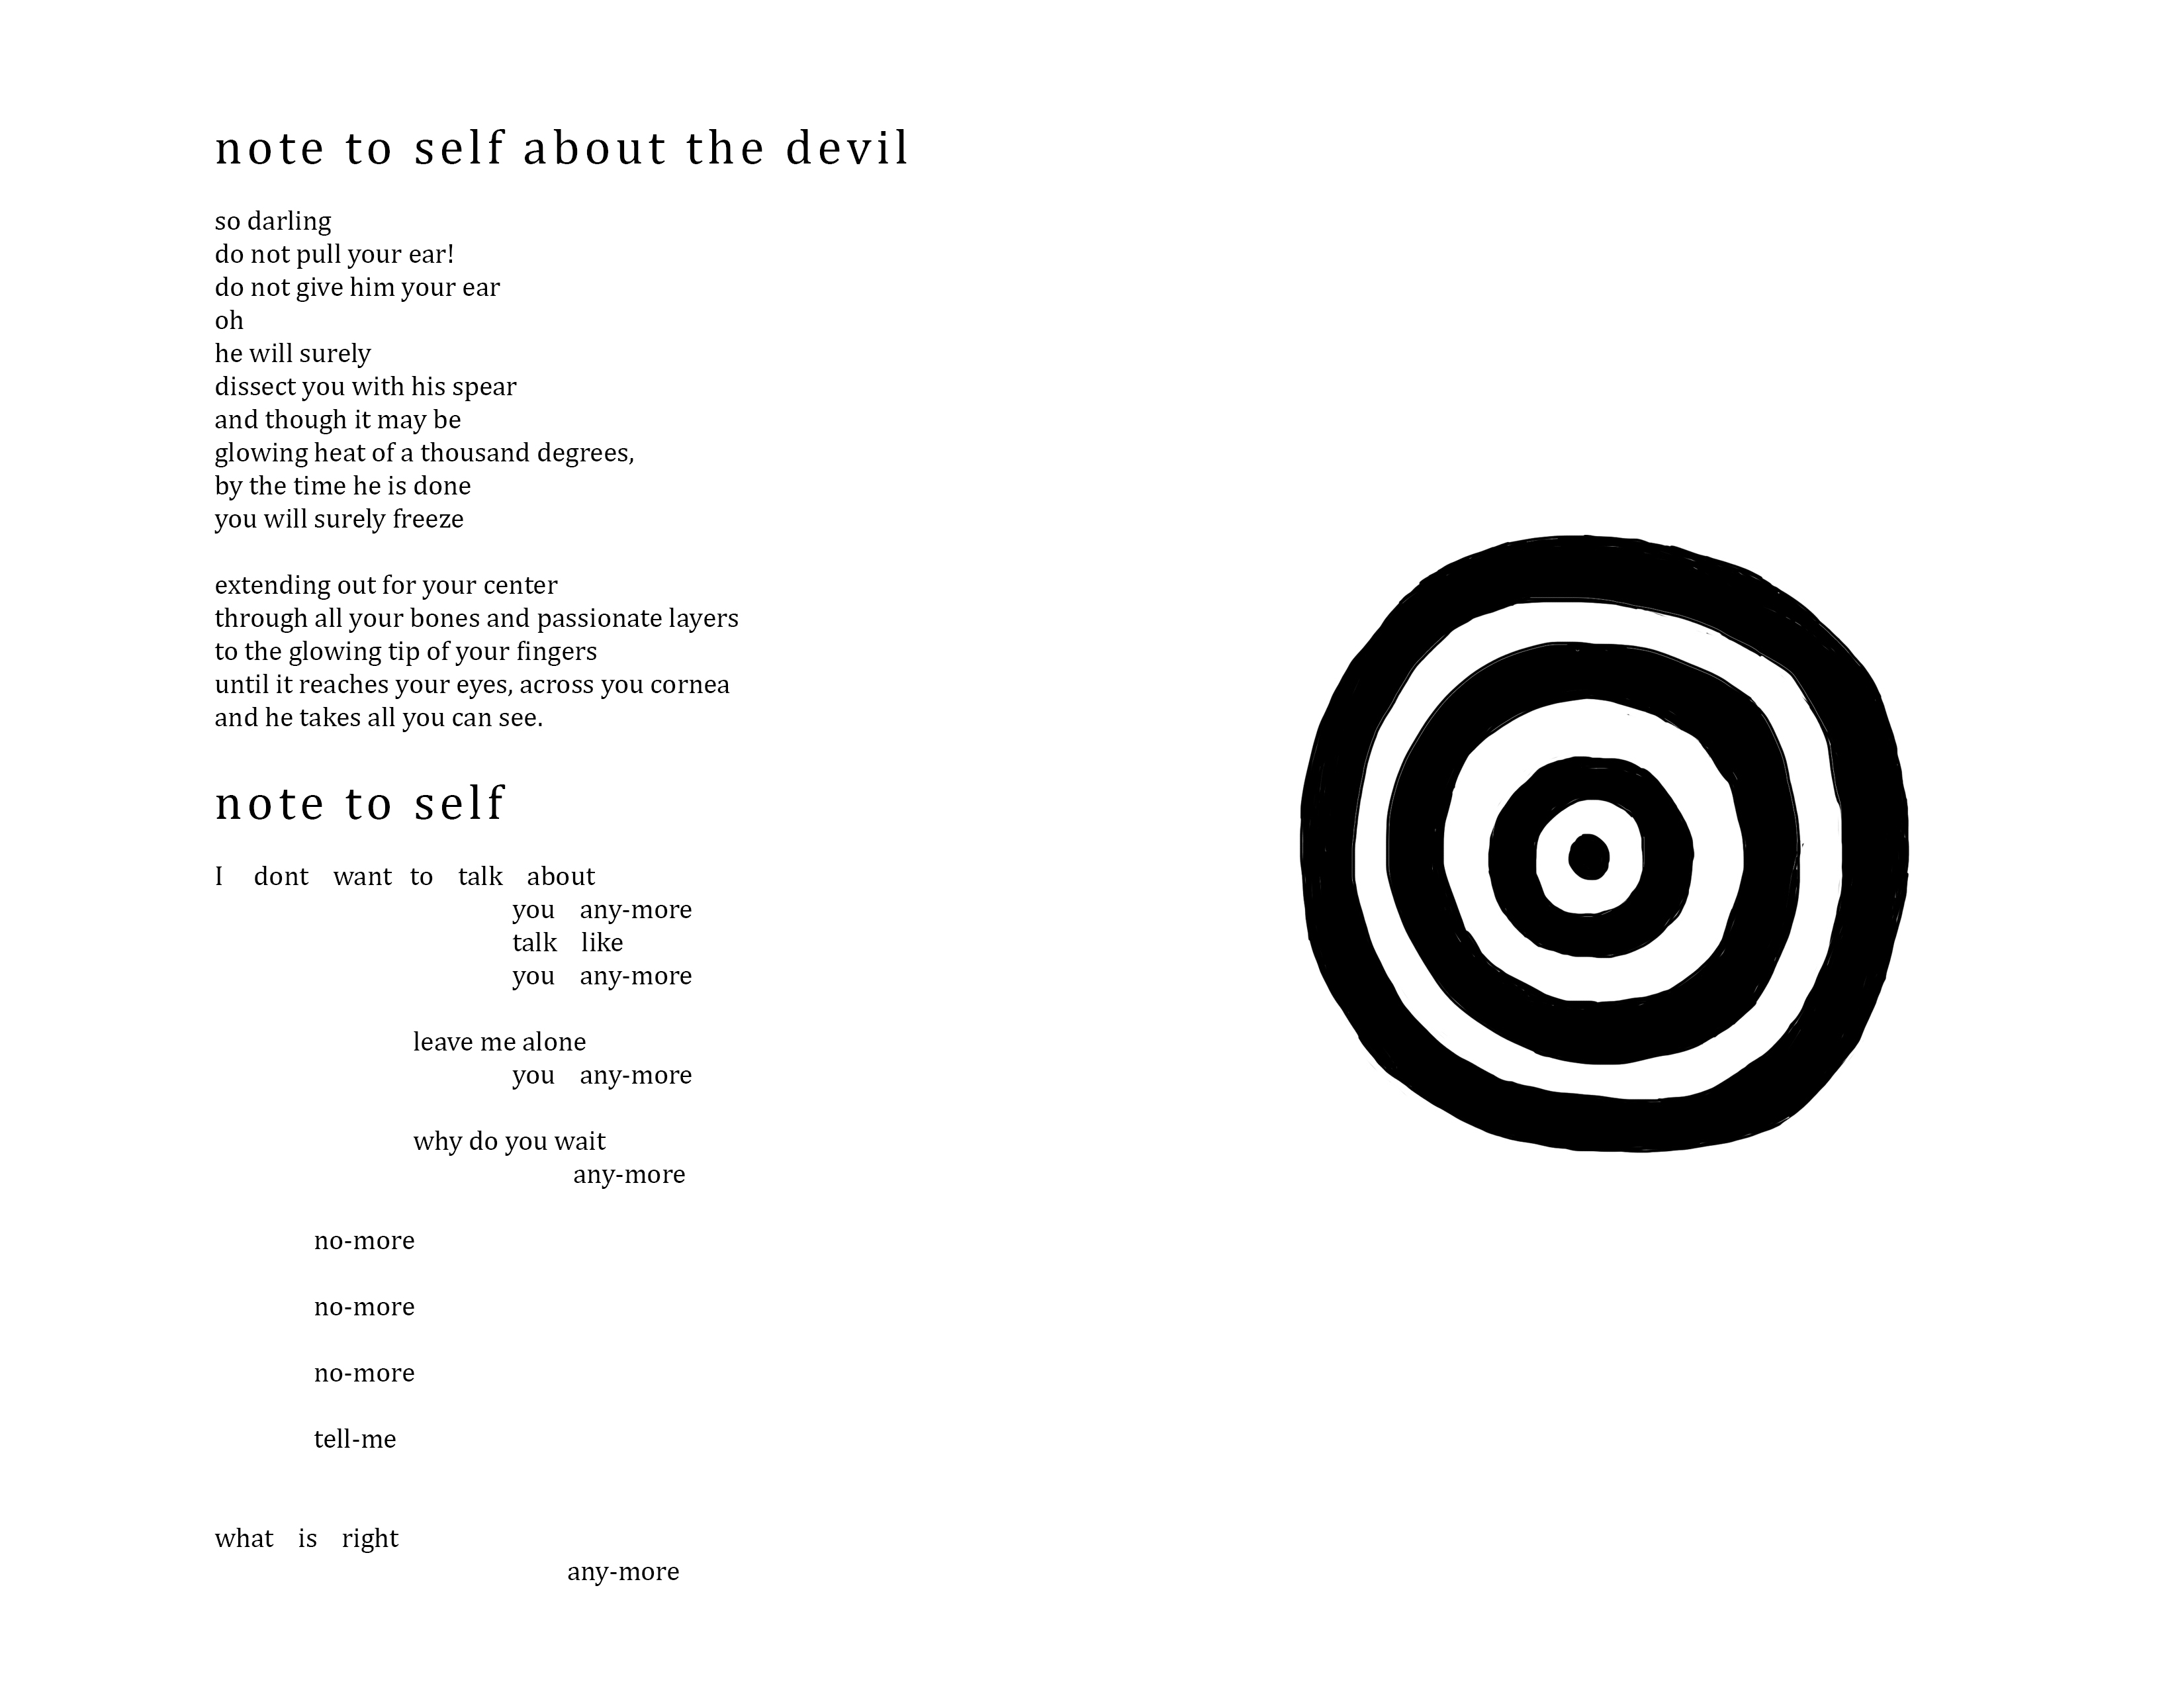 note to self about the devil
so darling
do not pull your ear!
do not give him your ear
oh
he will surely
dissect you with his spear
and though it may be
glowing heat of a thousand degrees,
by the time he is done
you will surely freeze
extending out for your center
through all your bones and passionate layers
to the glowing tip of your fingers
until it reaches your eyes, across you cornea
and he takes all you can see.
note to self
I dont want to talk about
you any-more
talk like
you any-more
leave me alone
you any-more
why do you wait
any-more
no-more
no-more
no-more
tell-me
what is right
any-more